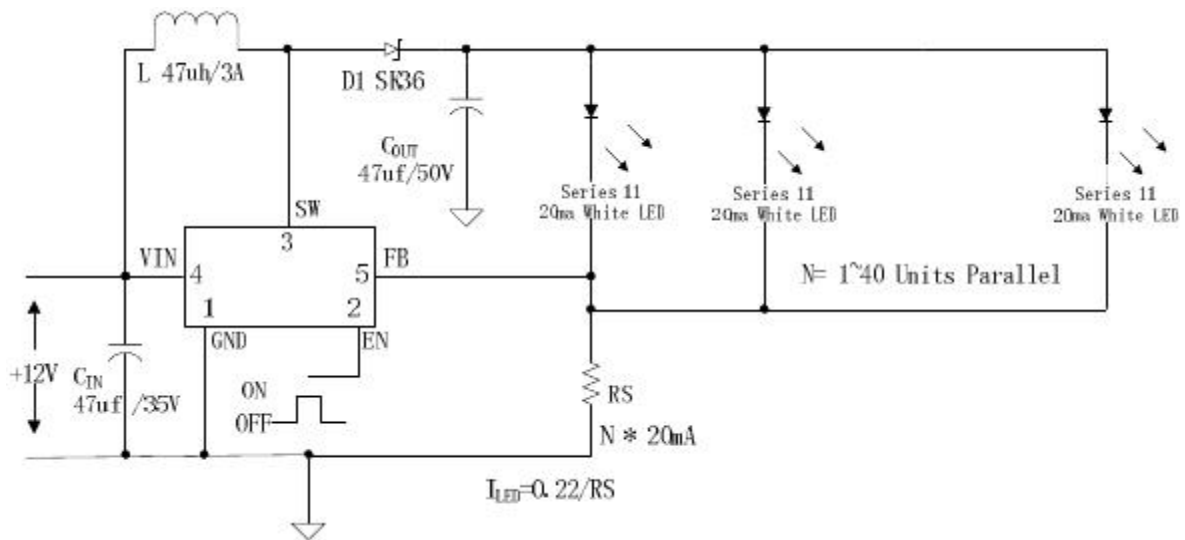 L 47uh/3A
D1 SK36
COUT
47uf/50V
Series 11
20ma White LED
Series 11
20ma White LED
Series 11
20ma White LED
SW
3
VIN
4
5
FB
N= 1~40 Units Parallel
1
2
GND
EN
+12V
CIN
47uf /35V
ON
OFF
RS
N * 20mA
ILED=0.22/RS